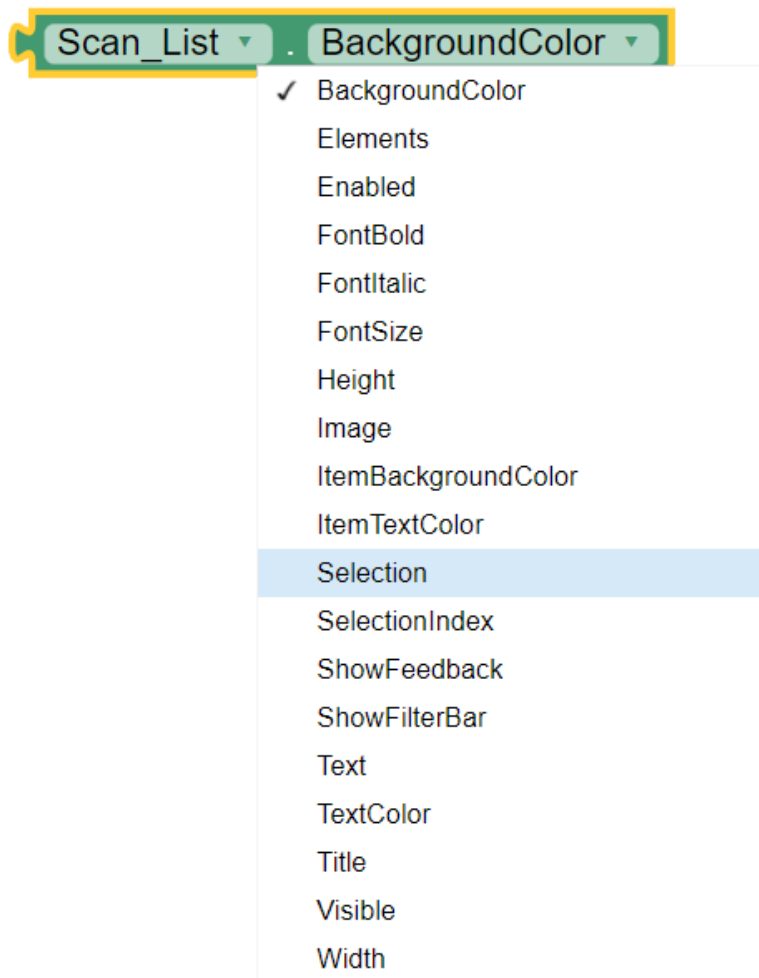 Scan_List . BackgroundColor
BackgroundColor
Elements
Enabled
FontBold
FontItalic
FontSize
Height
Image
ItemBackgroundColor
ItemTextColor
Selection
SelectionIndex
ShowFeedback
ShowFilterBar
Text
TextColor
Title
Visible
Width